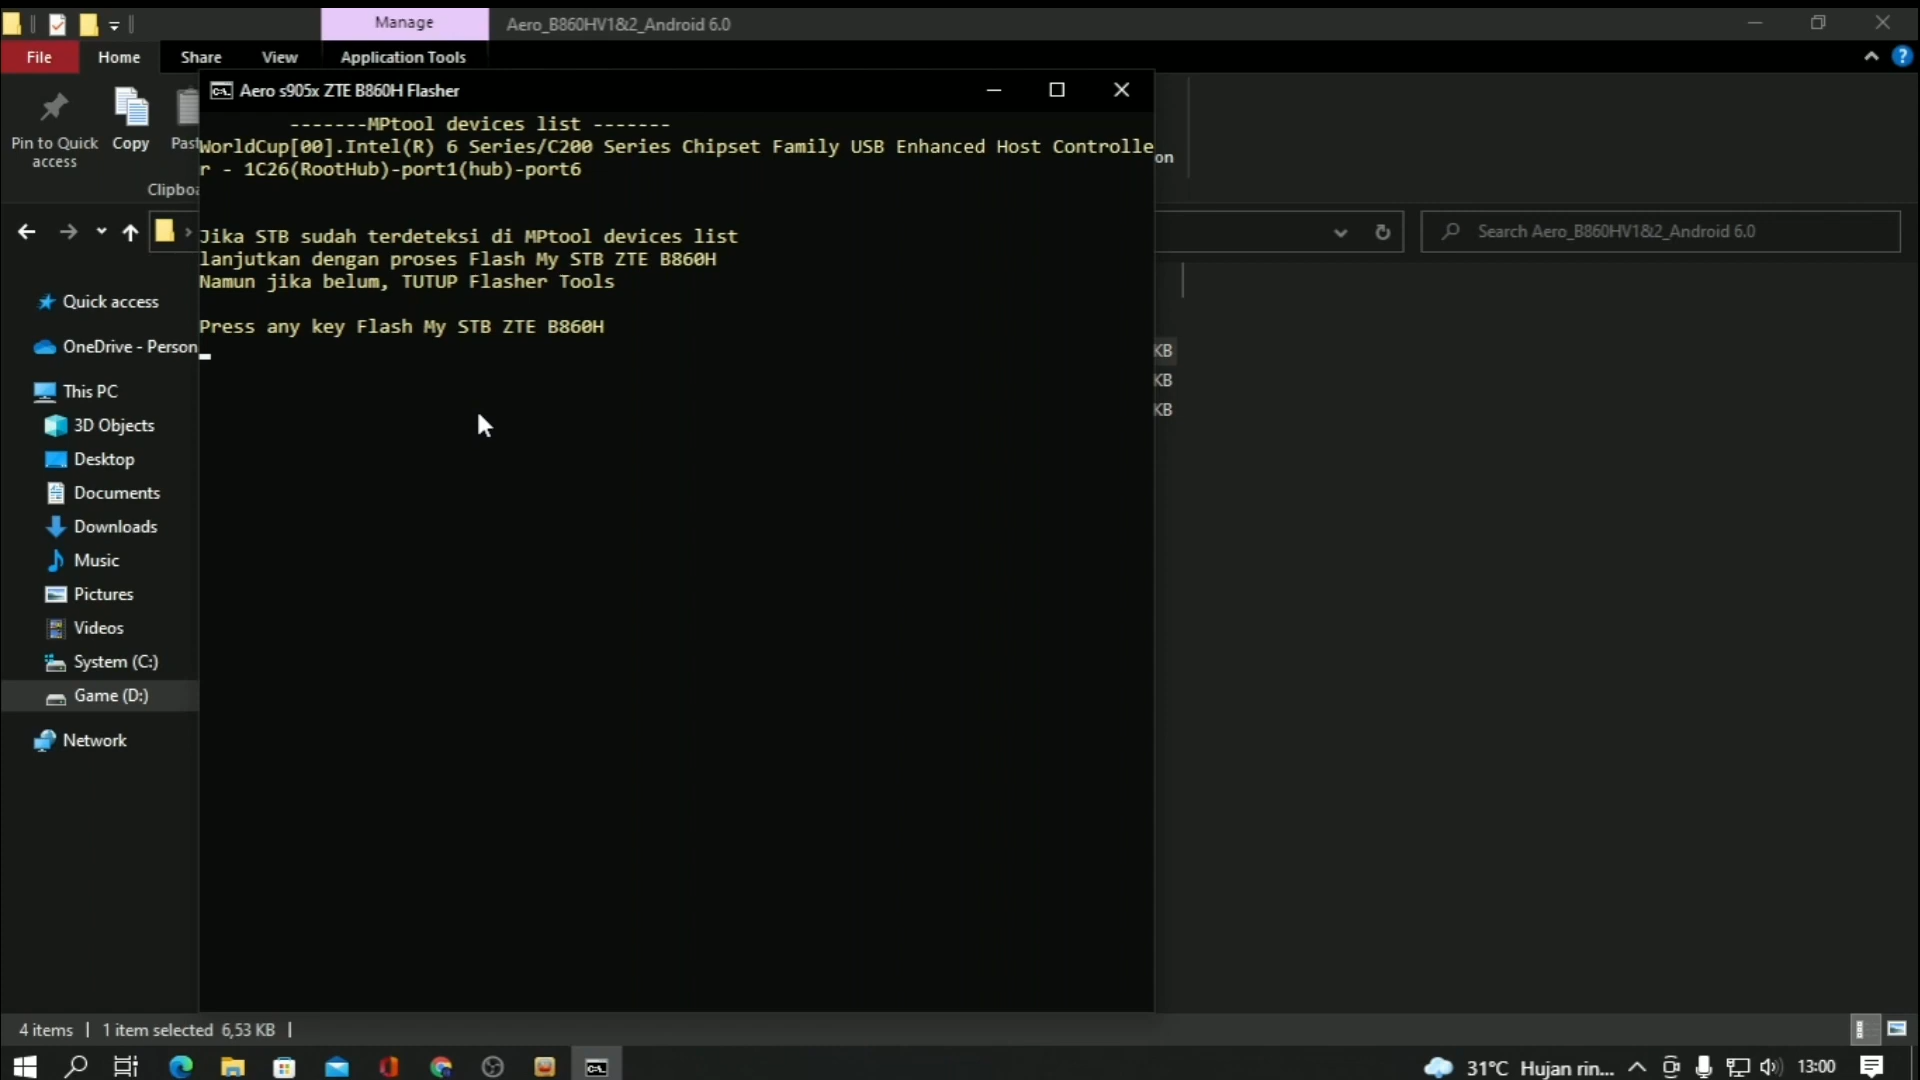 Manage
Aero_B860HV1&2_Android 6.0
File
Home
Share
View
Application Tools
Aero s905x ZTE B860H Flasher
Pin to Quick access
Copy
Clipboa
on
-------MPtool devices list -------
WorldCup[00].Intel(R) 6 Series/C200 Series Chipset Family USB Enhanced Host Controlle
r - 1C26(RootHub)-port1(hub)-port6
Jika STB sudah terdeteksi di MPtool devices list
lanjutkan dengan proses Flash My STB ZTE B860H
Namun jika belum, TUTUP Flasher Tools
Press any key Flash My STB ZTE B860H
Search Aero_B860HV1&2_Android 6.0
Quick access
OneDrive - Person
This PC
3D Objects
Desktop
Documents
Downloads
Music
Pictures
Videos
System (C:)
Game (D:)
Network
KB
KB
KB
4 items
1 item selected 6,53 KB
31°C Hujan rin...
13:00